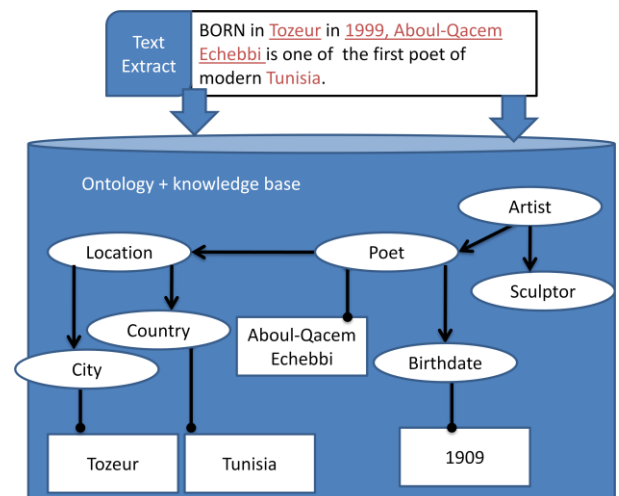 Text
Extract
BORN in Tozeur in 1999, Aboul-Qacem
Echebbi is one of the first poet of
modern Tunisia.
Ontology + knowledge base
Artist
Location
Poet
Sculptor
Country
Aboul-Qacem
Echebbi
City
Birthdate
Tozeur
Tunisia
1909